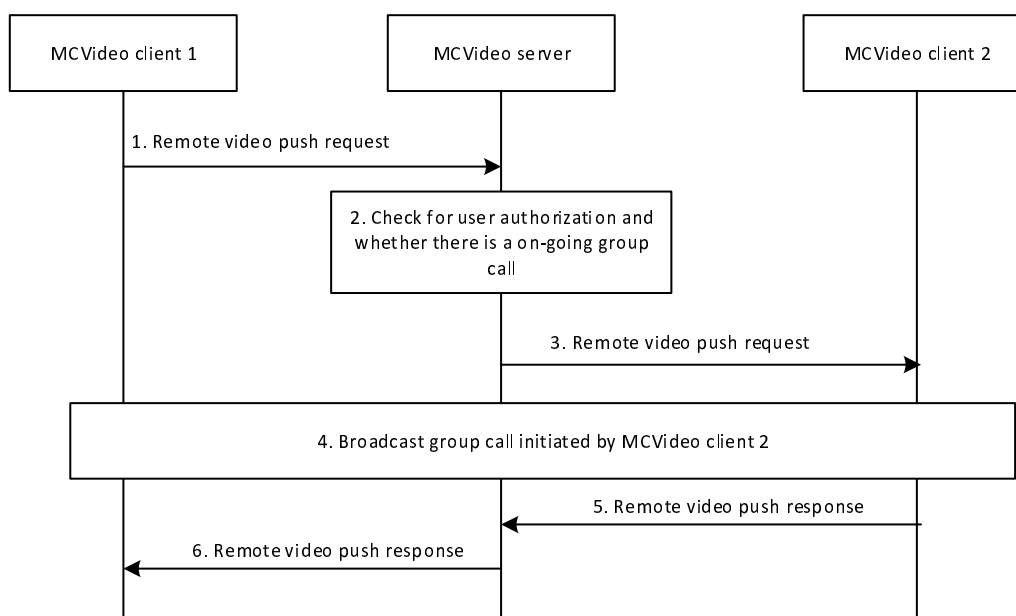 MCVideo client 1
MCVideo server
MCVideo client 2
1. Remote video push request
2. Check for user authorization and
whether there is a on-going group
call
3. Remote video push request
4. Broadcast group call initiated by MCVideo client 2
5. Remote video push response
6. Remote video push response